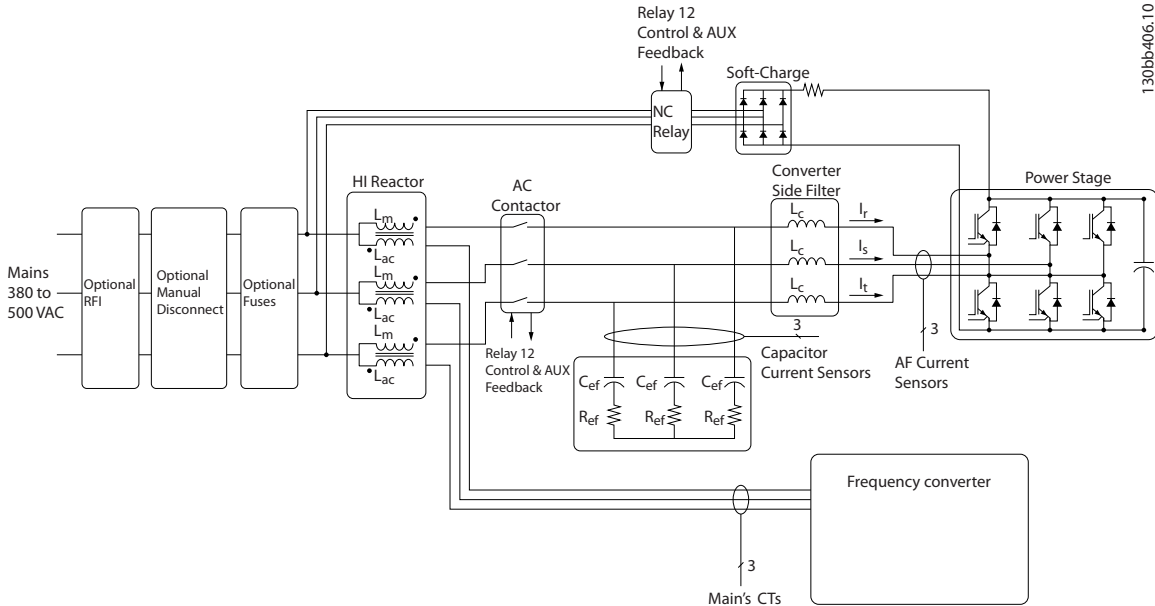 130bb406.10
Relay 12
Control & AUX
Feedback
Soft-Charge
NC
Relay
HI Reactor
AC
Contactor
Converter
Side Filter
Power Stage
Mains
380 to
500 VAC
Optional
RFI
Optional
Manual
Disconnect
Optional
Fuses
Lm
Lac
Lm
Lac
Lm
Lac
Lc
Lc
Lc
Ir
Is
It
Relay 12
Control & AUX
Feedback
3
Capacitor
Current Sensors
3
AF Current
Sensors
Cef
Cef
Cef
Ref
Ref
Ref
Frequency converter
3
Main's CTs